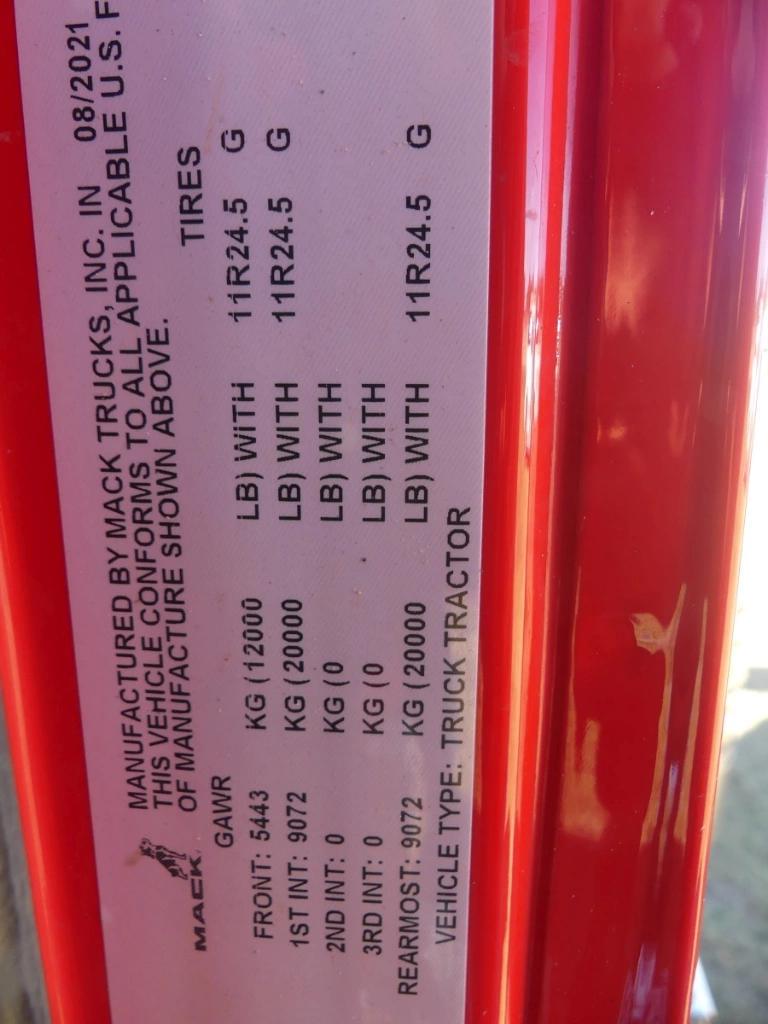 MACK
MANUFACTURED BY MACK TRUCKS, INC. IN 08/2021
THIS VEHICLE CONFORMS TO ALL APPLICABLE U.S. F
OF MANUFACTURE SHOWN ABOVE.
GAWR TIRES
FRONT: 5443 KG (12000 LB) WITH 11R24.5 G
1ST INT: 9072 KG (20000 LB) WITH 11R24.5 G
2ND INT: 0 KG (0 LB) WITH
3RD INT: 0 KG (0 LB) WITH
REARMOST: 9072 KG (20000 LB) WITH 11R24.5 G
VEHICLE TYPE: TRUCK TRACTOR